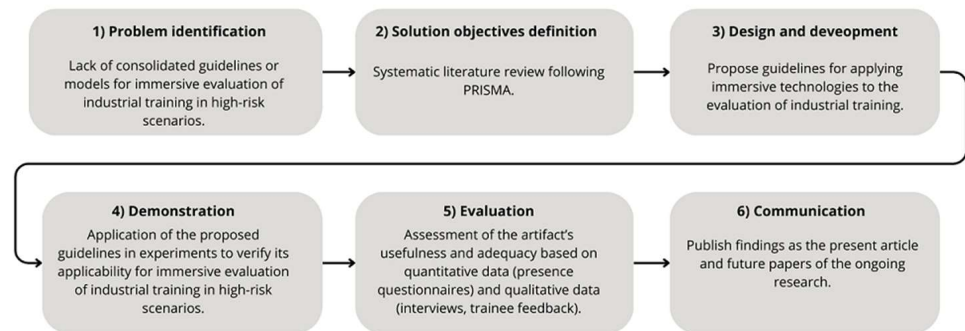 1) Problem identification
Lack of consolidated guidelines or
models for immersive evaluation of
industrial training in high-risk
scenarios.
2) Solution objectives definition
Systematic literature review following
PRISMA.
3) Design and deveopment
Propose guidelines for applying
immersive technologies to the
evaluation of industrial training.
4) Demonstration
Application of the proposed
guidelines in experiments to verify its
applicability for immersive evaluation
of industrial training in high-risk
scenarios.
5) Evaluation
Assessment of the artifact’s
usefulness and adequacy based on
quantitative data (presence
questionnaires) and qualitative data
(interviews, trainee feedback).
6) Communication
Publish findings as the present article
and future papers of the ongoing
research.